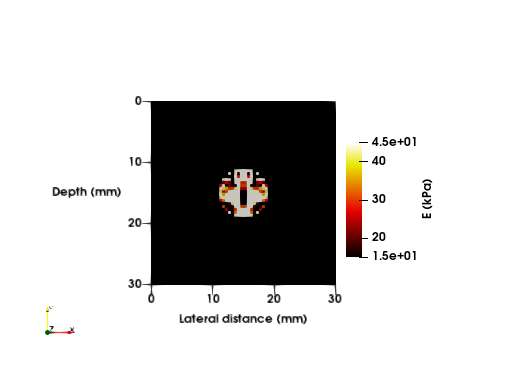 0
10
Depth (mm)
20
30
0 10 20 30
Lateral distance (mm)
4.5e+01
40
30
20
1.5e+01
E (kPa)
Z X